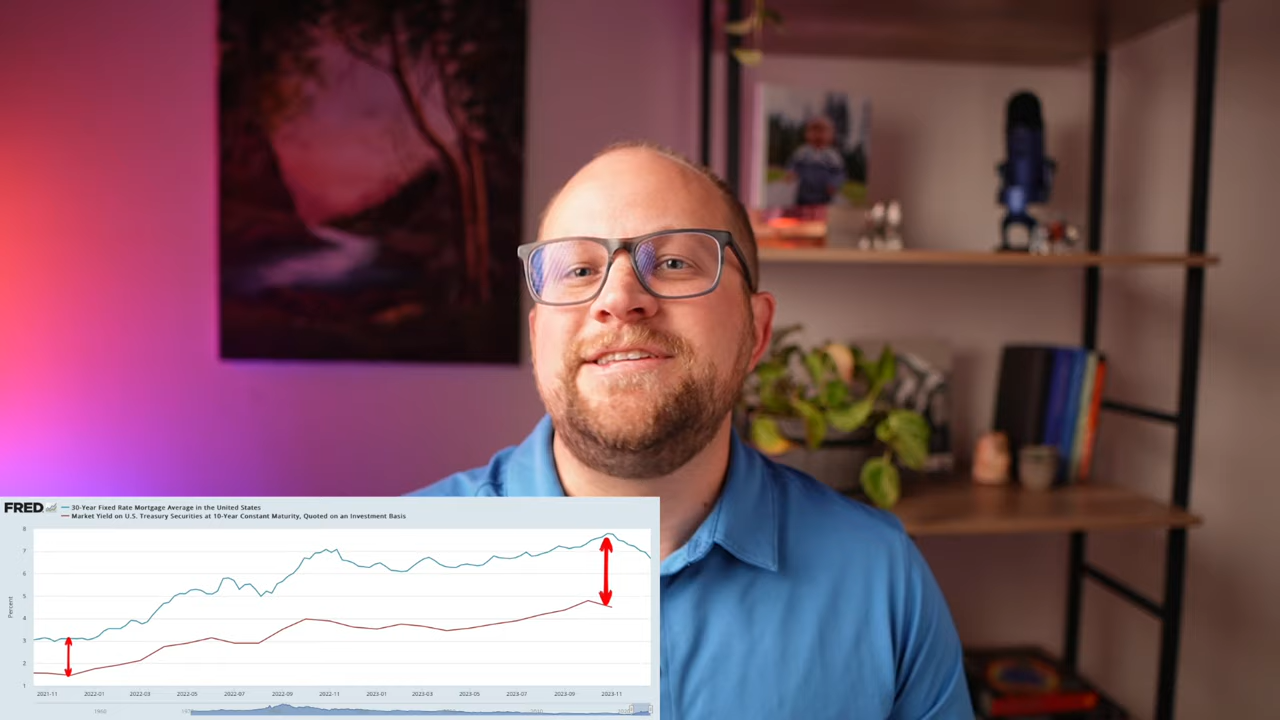 FRED
30-Year Fixed Rate Mortgage Average in the United States
Market Yield on U.S. Treasury Securities at 10-Year Constant Maturity, Quoted on an Investment Basis
Percent
8
7
6
5
4
3
2
1
2021-11 2022-01 2022-03 2022-05 2022-07 2022-09 2022-11 2023-01 2023-03 2023-05 2023-07 2023-09 2023-11
1960